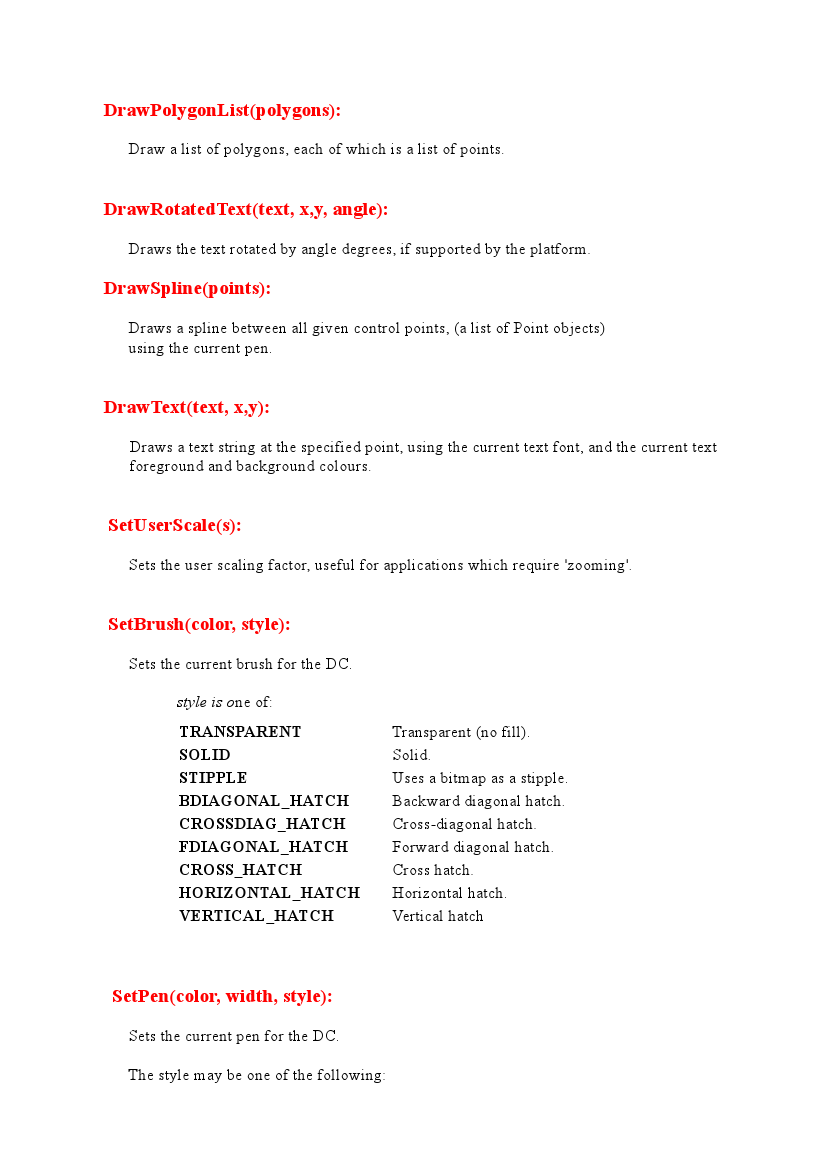 DrawPolygonList(polygons):
Draw a list of polygons, each of which is a list of points.
DrawRotatedText(text, x,y, angle):
Draws the text rotated by angle degrees, if supported by the platform.
DrawSpline(points):
Draws a spline between all given control points, (a list of Point objects)
using the current pen.
DrawText(text, x,y):
Draws a text string at the specified point, using the current text font, and the current text
foreground and background colours.
SetUserScale(s):
Sets the user scaling factor, useful for applications which require 'zooming'.
SetBrush(color, style):
Sets the current brush for the DC.
style is one of:
TRANSPARENT Transparent (no fill).
SOLID Solid.
STIPPLE Uses a bitmap as a stipple.
BDIAGONAL_HATCH Backward diagonal hatch.
CROSSDIAG_HATCH Cross-diagonal hatch.
FDIAGONAL_HATCH Forward diagonal hatch.
CROSS_HATCH Cross hatch.
HORIZONTAL_HATCH Horizontal hatch.
VERTICAL_HATCH Vertical hatch
SetPen(color, width, style):
Sets the current pen for the DC.
The style may be one of the following: